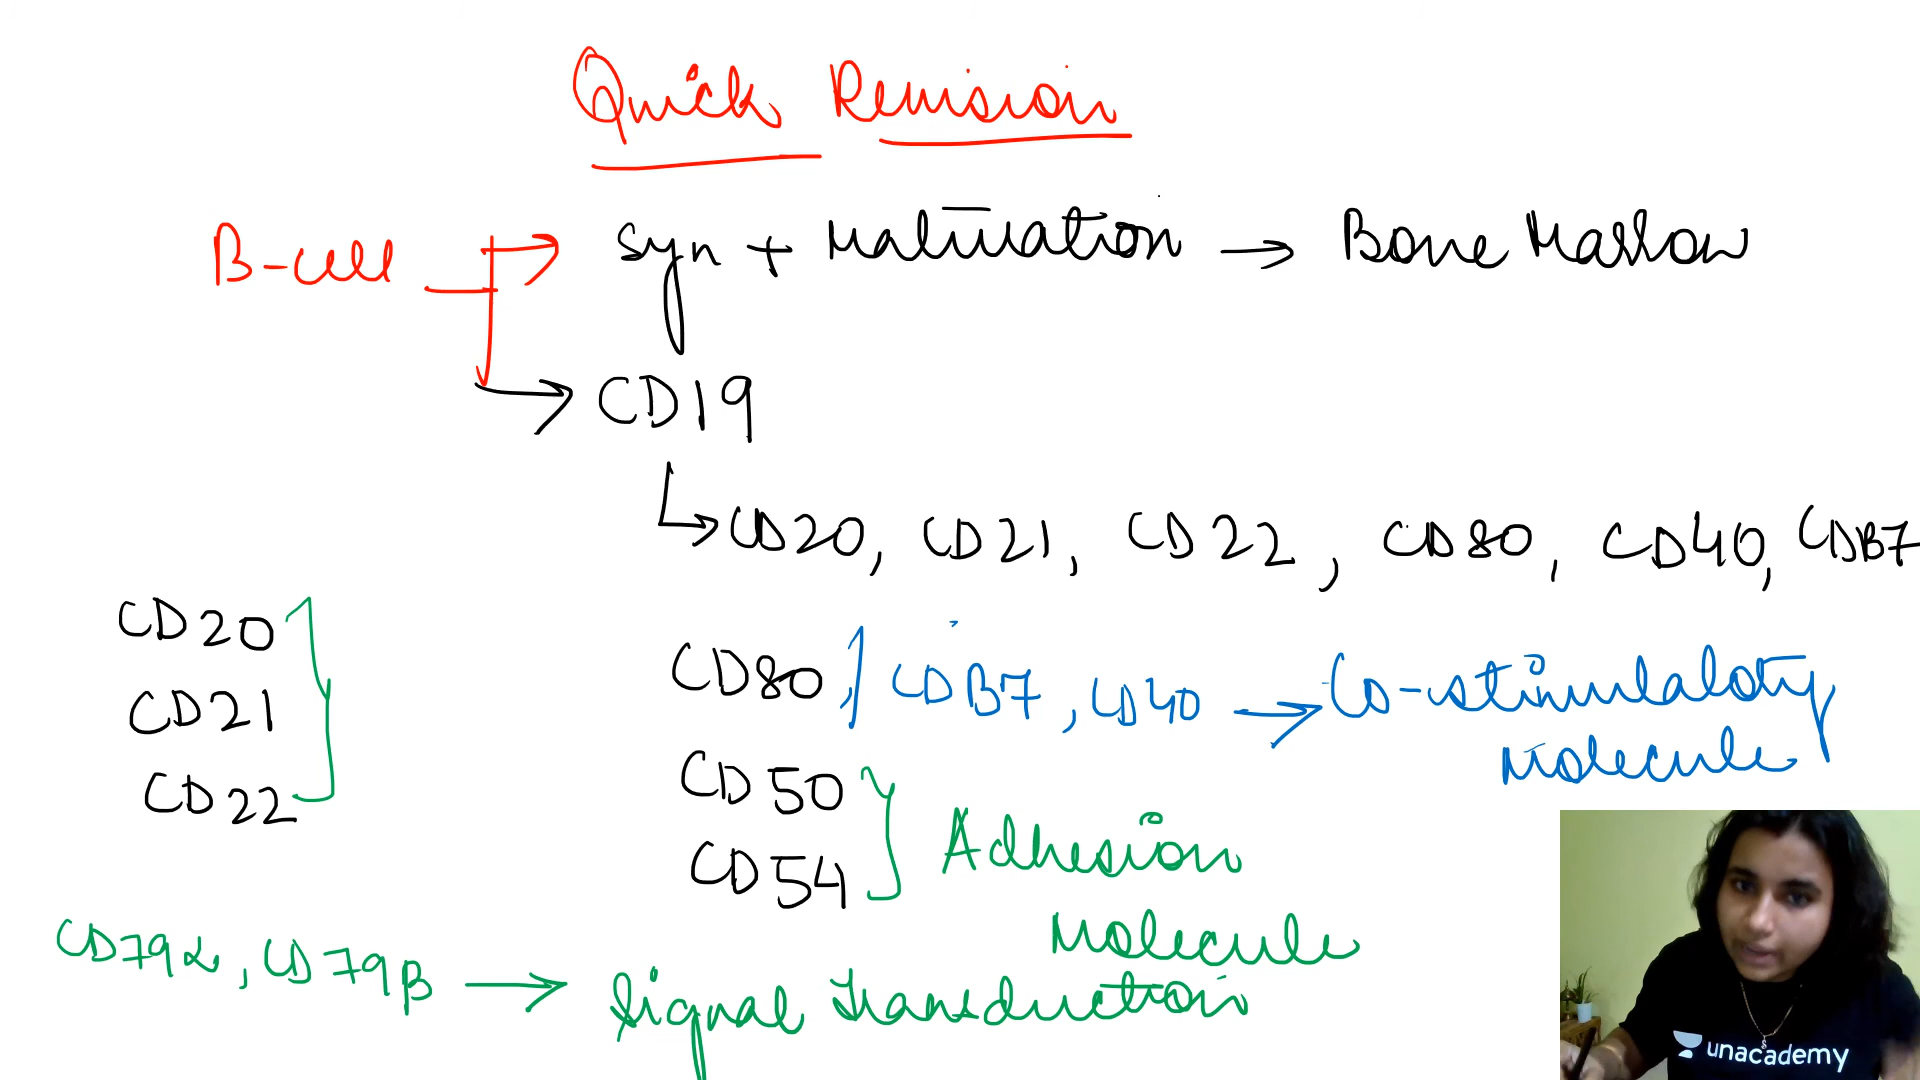 Quick Revision
B-cell → syn + Maturation → Bone Marrow
→ CD19
↳ CD20, CD21, CD22, CD80, CD40, CDB7
CD20
CD21
CD22
CD80, CDB7, CD40 → Co-stimulatory
Molecule
CD50
CD54
Adhesion
Molecule
CD79α, CD79β → Signal Transduction
unacademy